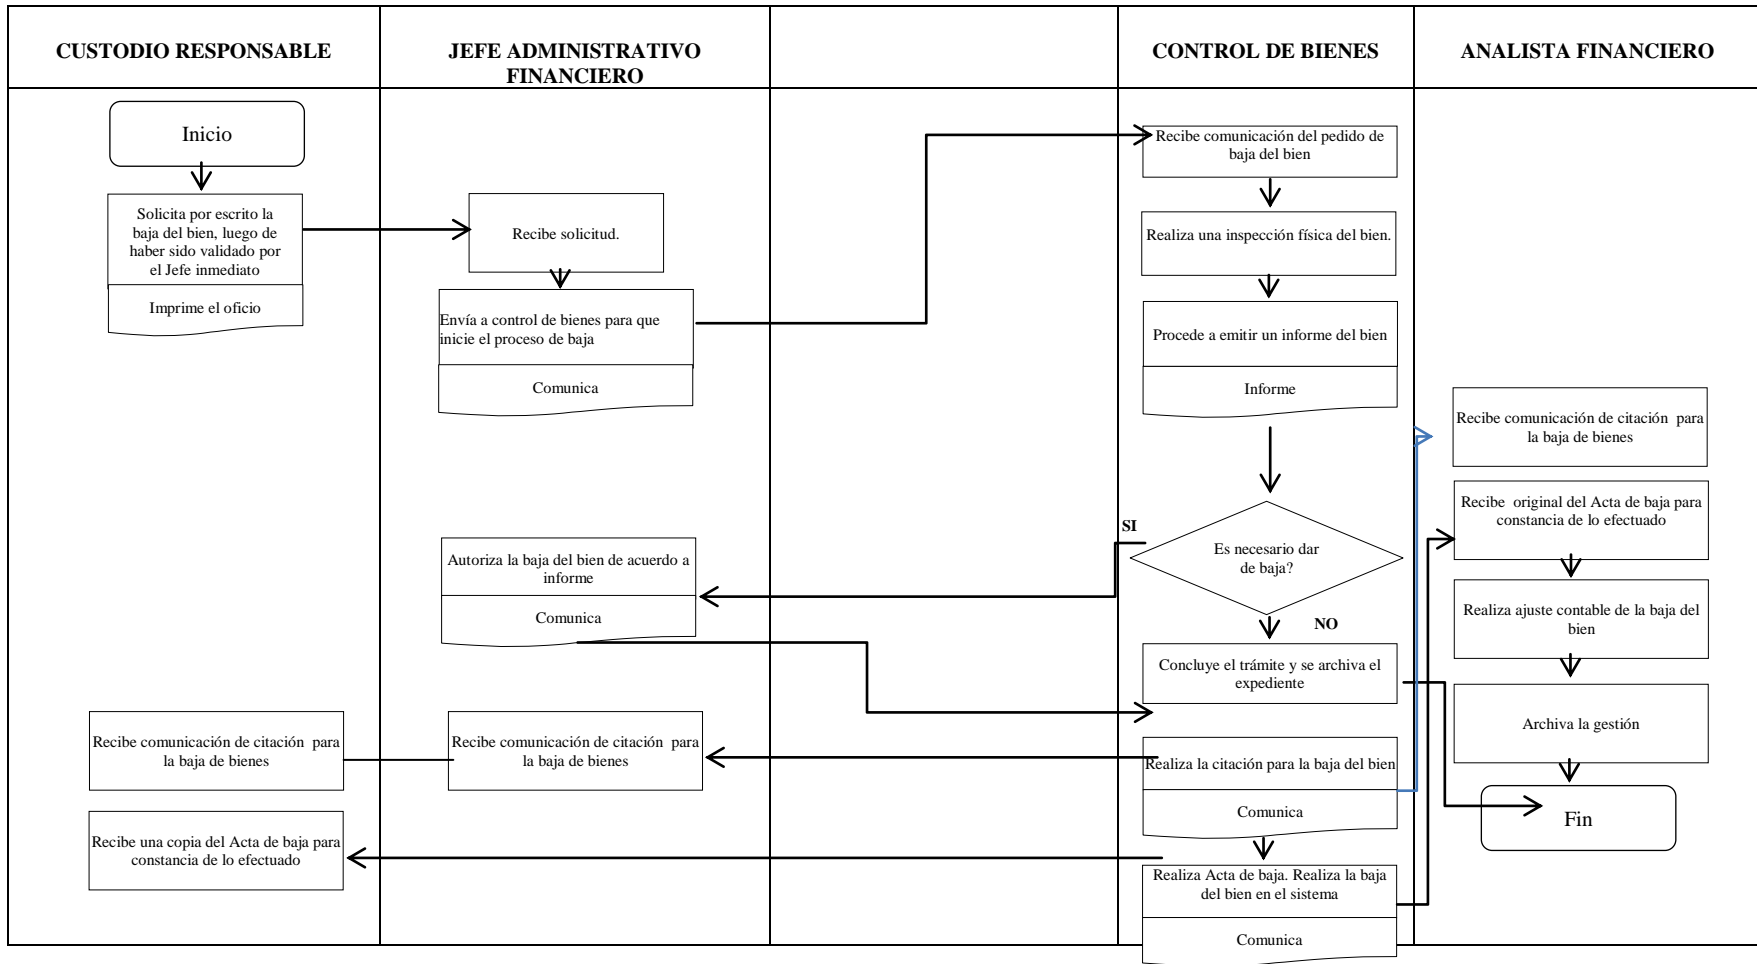 CUSTODIO RESPONSABLE
JEFE ADMINISTRATIVO
FINANCIERO
CONTROL DE BIENES
ANALISTA FINANCIERO
Inicio
Solicita por escrito la
baja del bien, luego de
haber sido validado por
el Jefe inmediato
Imprime el oficio
Recibe solicitud.
Envía a control de bienes para que
inicie el proceso de baja
Comunica
Recibe comunicación del pedido de
baja del bien
Realiza una inspección física del bien.
Procede a emitir un informe del bien
Informe
Es necesario dar
de baja?
SI
NO
Autoriza la baja del bien de acuerdo a
informe
Comunica
Concluye el trámite y se archiva el
expediente
Realiza la citación para la baja del bien
Comunica
Recibe comunicación de citación para
la baja de bienes
Recibe comunicación de citación para
la baja de bienes
Recibe una copia del Acta de baja para
constancia de lo efectuado
Realiza Acta de baja. Realiza la baja
del bien en el sistema
Comunica
Recibe comunicación de citación para
la baja de bienes
Recibe original del Acta de baja para
constancia de lo efectuado
Realiza ajuste contable de la baja del
bien
Archiva la gestión
Fin